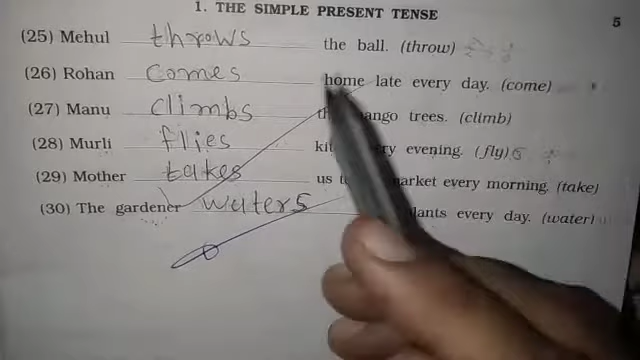 1. THE SIMPLE PRESENT TENSE 5
(25) Mehul throws the ball. (throw)
(26) Rohan comes home late every day. (come)
(27) Manu climbs mango trees. (climb)
(28) Murli flies evening. (fly)
(29) Mother takes us market every morning. (take)
(30) The gardener waters plants every day. (water)